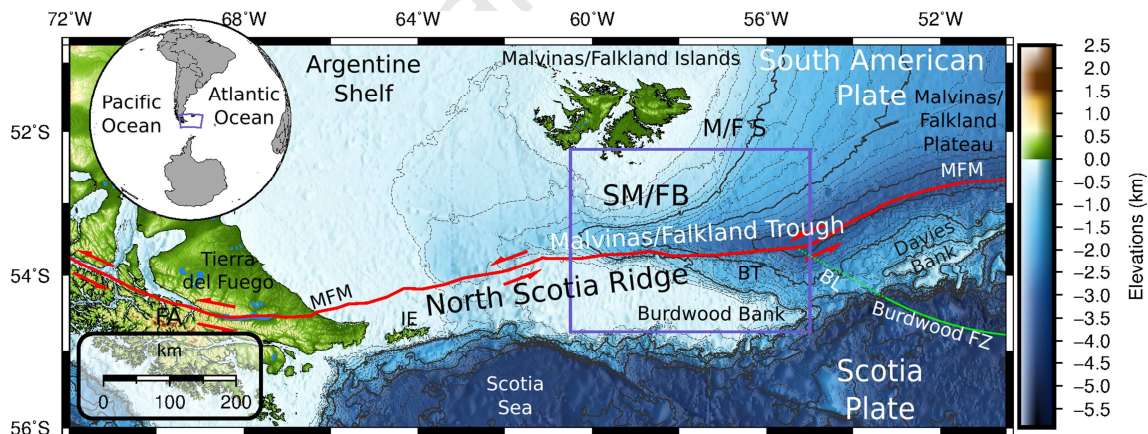 72°W
68°W
64°W
60°W
56°W
52°W
Argentine
Shelf
Malvinas/Falkland Islands
South American
Plate
Malvinas/
Falkland
Plateau
Pacific
Ocean
Atlantic
Ocean
52°S
M/F S
MFM
SM/FB
Malvinas/Falkland Trough
Davies
Bank
Tierra
del Fuego
54°S
BT
BL
MFM
North Scotia Ridge
FA
IE
Burdwood Bank
Burdwood FZ
km
0 100 200
Scotia
Sea
Scotia
Plate
56°S
2.5
2.0
1.5
1.0
0.5
0.0
−0.5
−1.0
−1.5
−2.0
−2.5
−3.0
−3.5
−4.0
−4.5
−5.0
−5.5
Elevations (km)